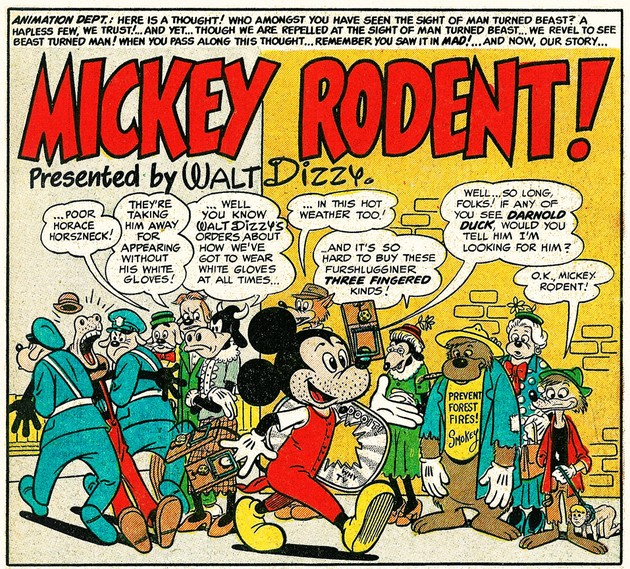 ANIMATION DEPT.: HERE IS A THOUGHT! WHO AMONGST YOU HAVE SEEN THE SIGHT OF MAN TURNED BEAST? A
HAPLESS FEW, WE TRUST!...AND YET... THOUGH WE ARE REPELLED AT THE SIGHT OF MAN TURNED BEAST... WE REVEL TO SEE
BEAST TURNED MAN! WHEN YOU PASS ALONG THIS THOUGHT... REMEMBER YOU SAW IT IN MAD!...AND NOW, OUR STORY...
MICKEY RODENT!
Presented by WALT Dizzy.
...POOR
HORACE
HORSZNECK!
THEY'RE
TAKING
HIM AWAY
FOR
APPEARING
WITHOUT
HIS WHITE
GLOVES!
... WELL
YOU KNOW
WALT DIZZY'S
ORDERS ABOUT
HOW WE'VE
GOT TO WEAR
WHITE GLOVES
AT ALL TIMES...
... IN THIS HOT
WEATHER TOO!
..AND IT'S SO
HARD TO BUY THESE
FURSHLUGGINER
THREE FINGERED
KINDS!
WELL...SO LONG,
FOLKS! IF ANY OF
YOU SEE DARNOLD
DUCK, WOULD YOU
TELL HIM I'M
LOOKING FOR HIM?
O.K., MICKEY
RODENT!
PREVENT
FOREST
FIRES!
Smokey